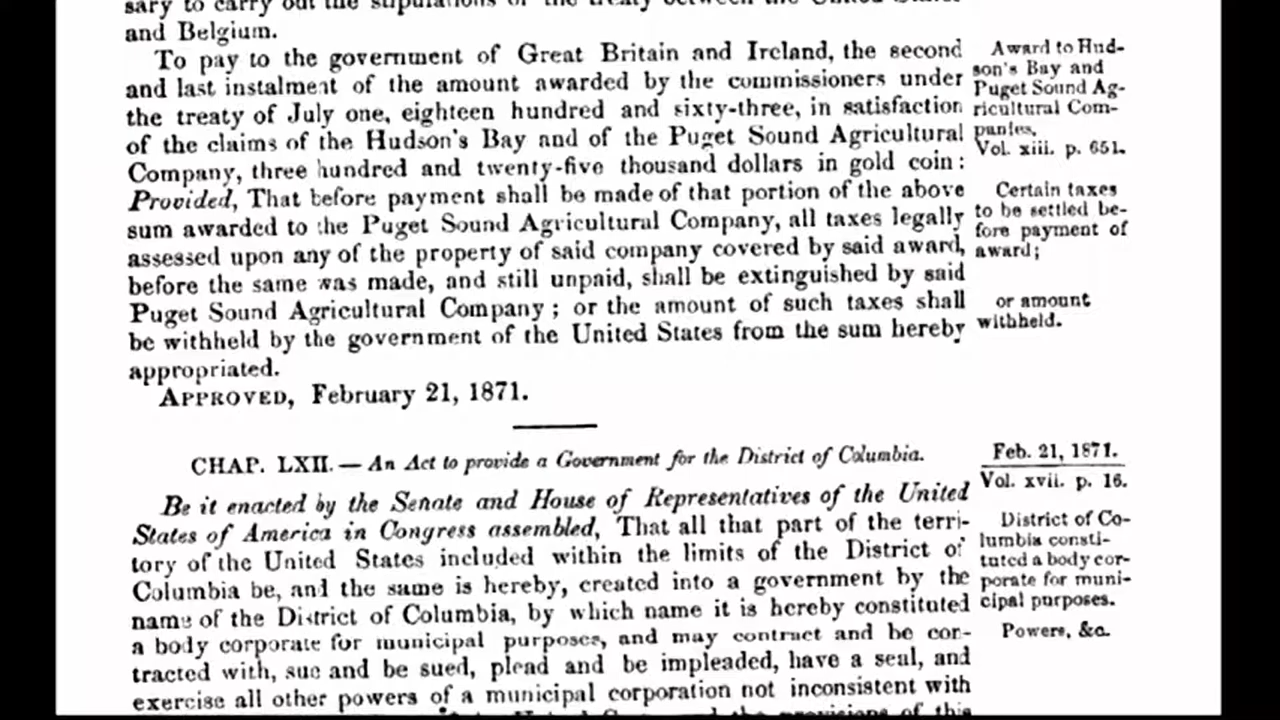 sary to carry out the stipulations of the treaty between the United States
and Belgium.
To pay to the government of Great Britain and Ireland, the second
and last instalment of the amount awarded by the commissioners under
the treaty of July one, eighteen hundred and sixty-three, in satisfaction
of the claims of the Hudson's Bay and of the Puget Sound Agricultural
Company, three hundred and twenty-five thousand dollars in gold coin:
Provided, That before payment shall be made of that portion of the above
sum awarded to the Puget Sound Agricultural Company, all taxes legally
assessed upon any of the property of said company covered by said award,
before the same was made, and still unpaid, shall be extinguished by said
Puget Sound Agricultural Company; or the amount of such taxes shall
be withheld by the government of the United States from the sum hereby
appropriated.
APPROVED, February 21, 1871.
Award to Hud-
son's Bay and
Puget Sound Ag-
ricultural Com-
panies.
Vol. xiii. p. 651.
Certain taxes
to be settled be-
fore payment of
award;
or amount
withheld.
CHAP. LXII. — An Act to provide a Government for the District of Columbia.
Be it enacted by the Senate and House of Representatives of the United
States of America in Congress assembled, That all that part of the terri-
tory of the United States included within the limits of the District of
Columbia be, and the same is hereby, created into a government by the
name of the District of Columbia, by which name it is hereby constituted
a body corporate for municipal purposes, and may contract and be con-
tracted with, sue and be sued, plead and be impleaded, have a seal, and
exercise all other powers of a municipal corporation not inconsistent with
the provisions of this
Feb. 21, 1871.
Vol. xvii. p. 16.
District of Co-
lumbia consti-
tuted a body cor-
porate for muni-
cipal purposes.
Powers, &c.